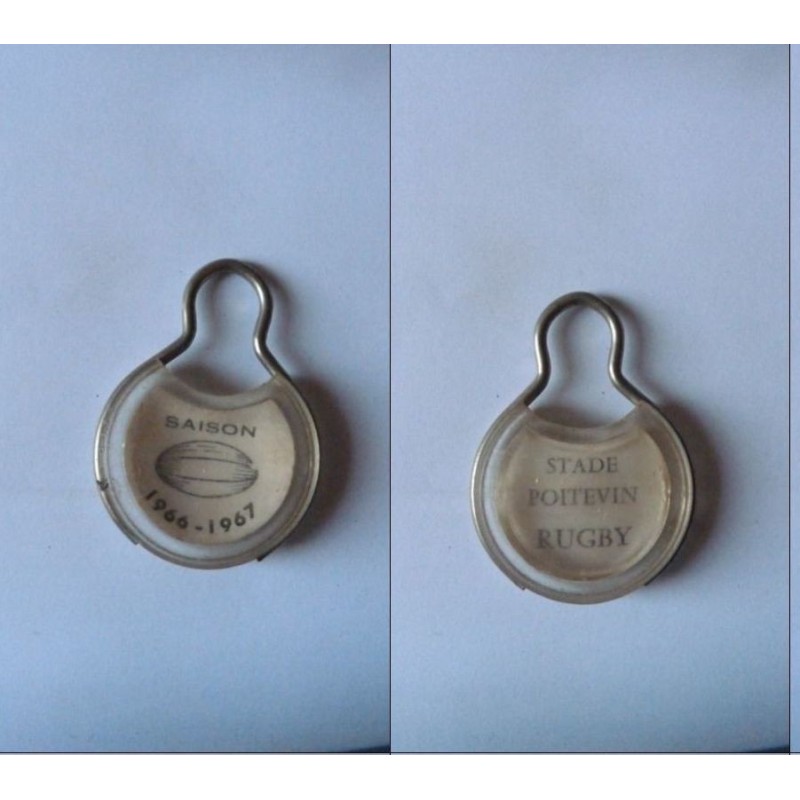 SAISON
1966-1967
STADE
POITEVIN
RUGBY